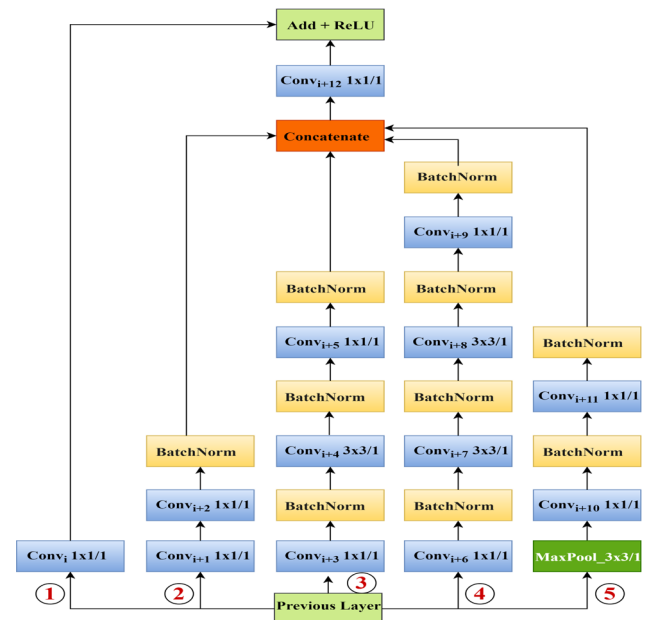 Add + ReLU
Conv_{i+12} 1x1/1
Concatenate
BatchNorm
Conv_{i+9} 1x1/1
BatchNorm
BatchNorm
Conv_{i+5} 1x1/1
Conv_{i+8} 3x3/1
BatchNorm
BatchNorm
BatchNorm
Conv_{i+11} 1x1/1
BatchNorm
Conv_{i+4} 3x3/1
Conv_{i+7} 3x3/1
BatchNorm
Conv_{i+2} 1x1/1
BatchNorm
BatchNorm
Conv_{i+10} 1x1/1
Conv_{i} 1x1/1
Conv_{i+1} 1x1/1
Conv_{i+3} 1x1/1
Conv_{i+6} 1x1/1
MaxPool_3x3/1
1
2
3
4
5
Previous Layer